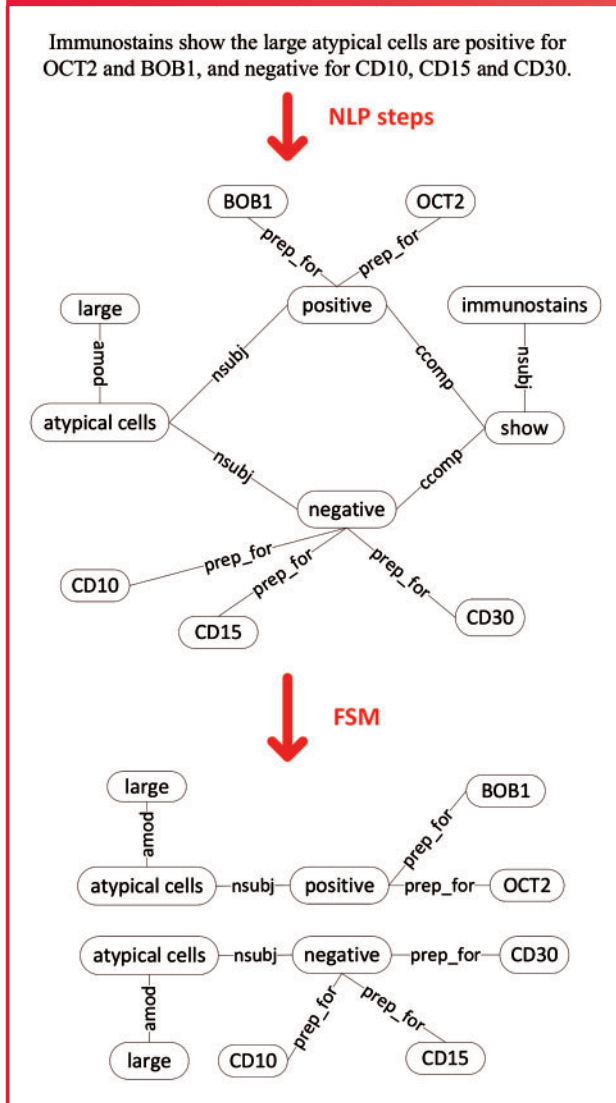 Immunostains show the large atypical cells are positive for
OCT2 and BOB1, and negative for CD10, CD15 and CD30.
NLP steps
BOB1
OCT2
prep_for
prep_for
large
positive
immunostains
amod
nsubj
ccomp
nsubj
atypical cells
show
nsubj
ccomp
negative
prep_for
prep_for
prep_for
CD10
CD15
CD30
FSM
large
BOB1
amod
prep_for
atypical cells
nsubj
positive
prep_for
OCT2
atypical cells
nsubj
negative
prep_for
CD30
amod
prep_for
prep_for
large
CD10
CD15